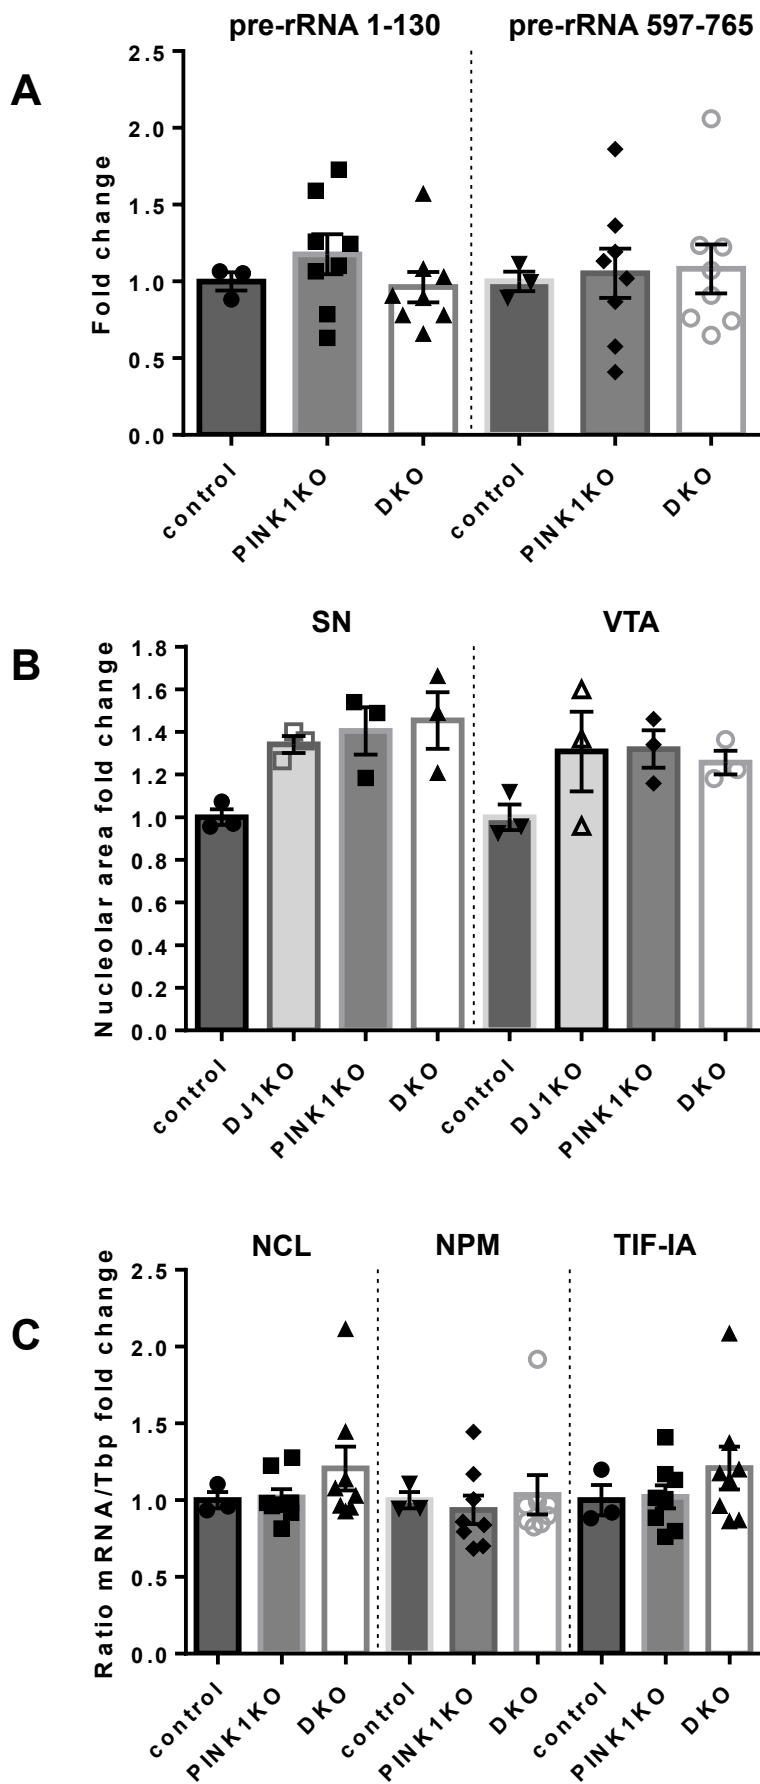 pre-rRNA 1-130 pre-rRNA 597-765
A
Fold change
2.5
2.0
1.5
1.0
0.5
0.0
control PINK1KO DKO control PINK1KO DKO
SN VTA
B
Nucleolar area fold change
1.8
1.6
1.4
1.2
1.0
0.8
0.6
0.4
0.2
0.0
control DJ1KO PINK1KO DKO control DJ1KO PINK1KO DKO
NCL NPM TIF-IA
C
Ratio mRNA/Tbp fold change
2.5
2.0
1.5
1.0
0.5
0.0
control PINK1KO DKO control PINK1KO DKO control PINK1KO DKO